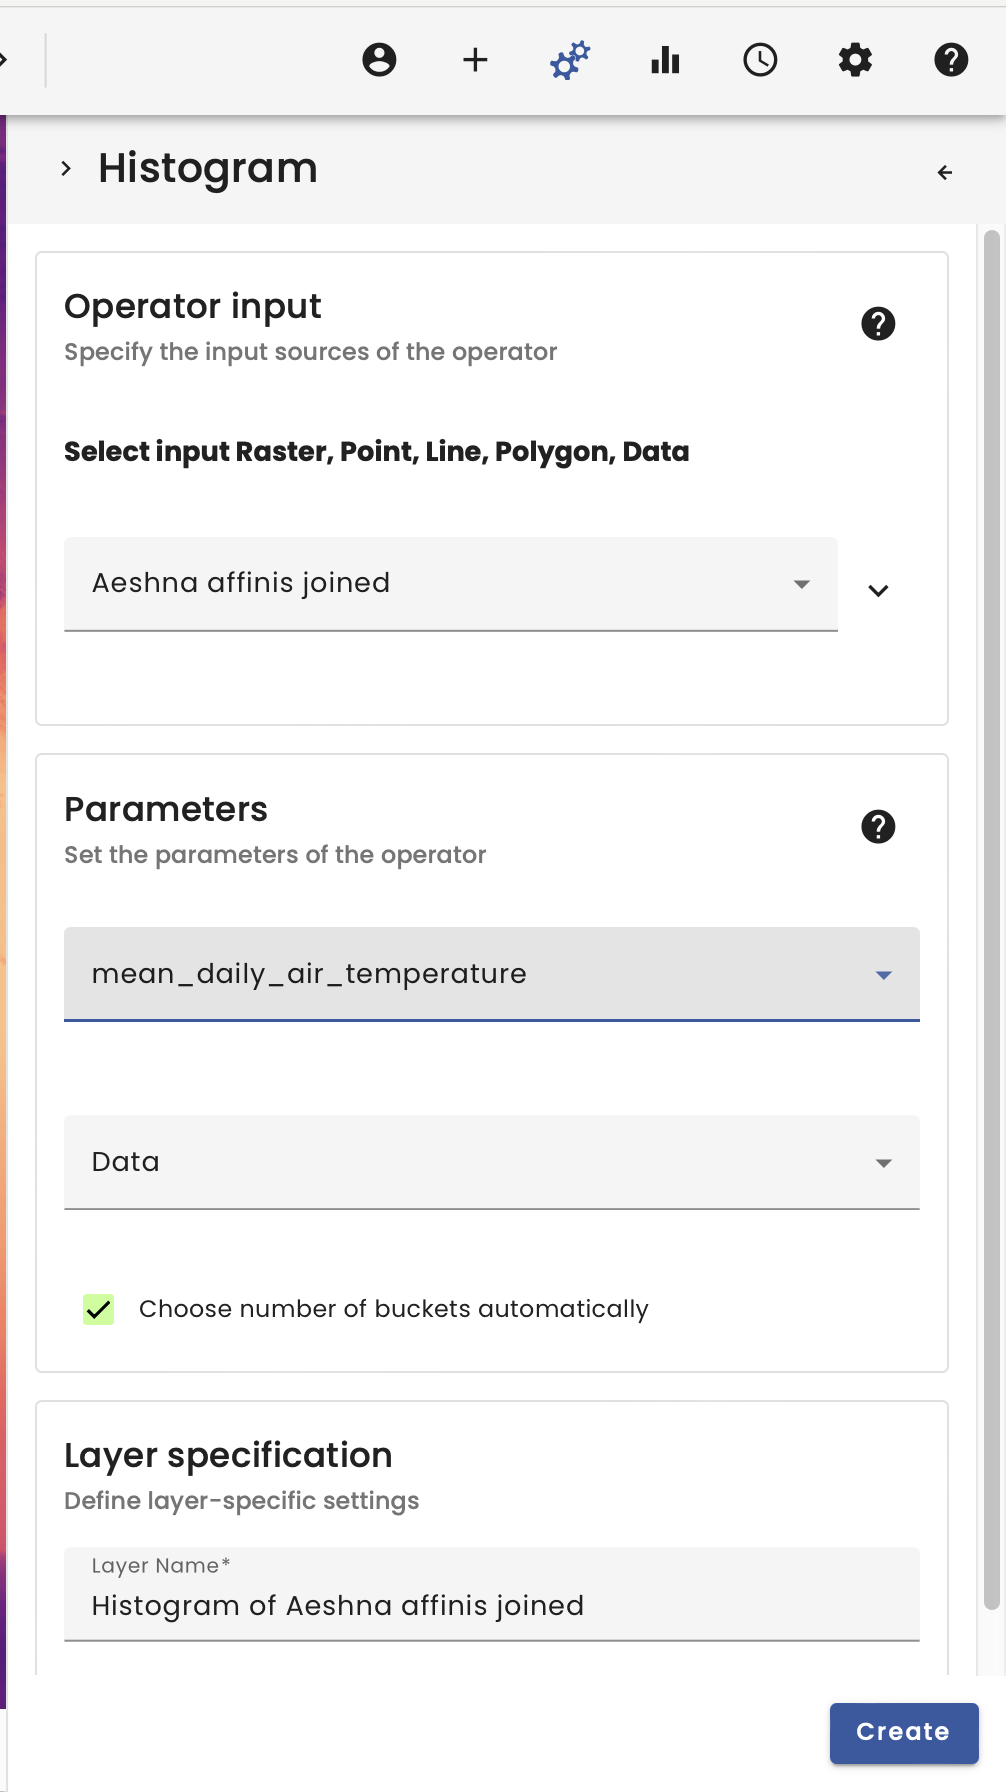 Histogram
Operator input
Specify the input sources of the operator
Select input Raster, Point, Line, Polygon, Data
Aeshna affinis joined
Parameters
Set the parameters of the operator
mean_daily_air_temperature
Data
Choose number of buckets automatically
Layer specification
Define layer-specific settings
Layer Name*
Histogram of Aeshna affinis joined
Create